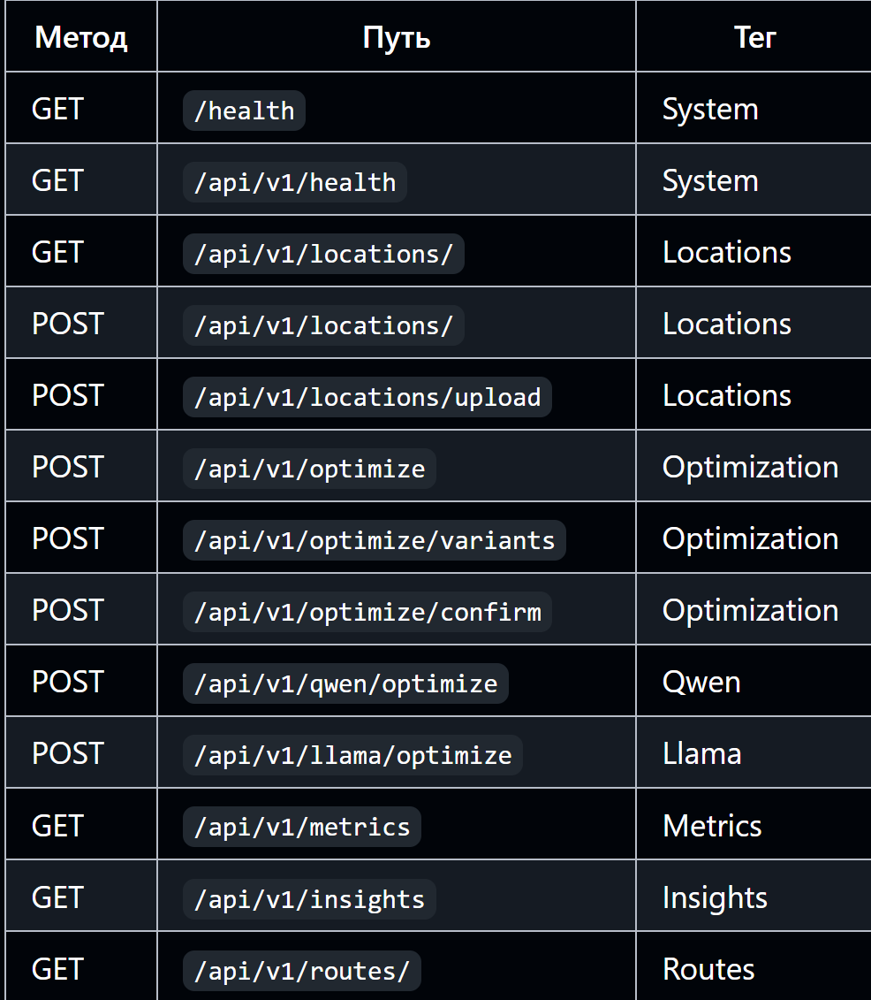 Метод Путь Тег
GET /health System
GET /api/v1/health System
GET /api/v1/locations/ Locations
POST /api/v1/locations/ Locations
POST /api/v1/locations/upload Locations
POST /api/v1/optimize Optimization
POST /api/v1/optimize/variants Optimization
POST /api/v1/optimize/confirm Optimization
POST /api/v1/qwen/optimize Qwen
POST /api/v1/llama/optimize Llama
GET /api/v1/metrics Metrics
GET /api/v1/insights Insights
GET /api/v1/routes/ Routes